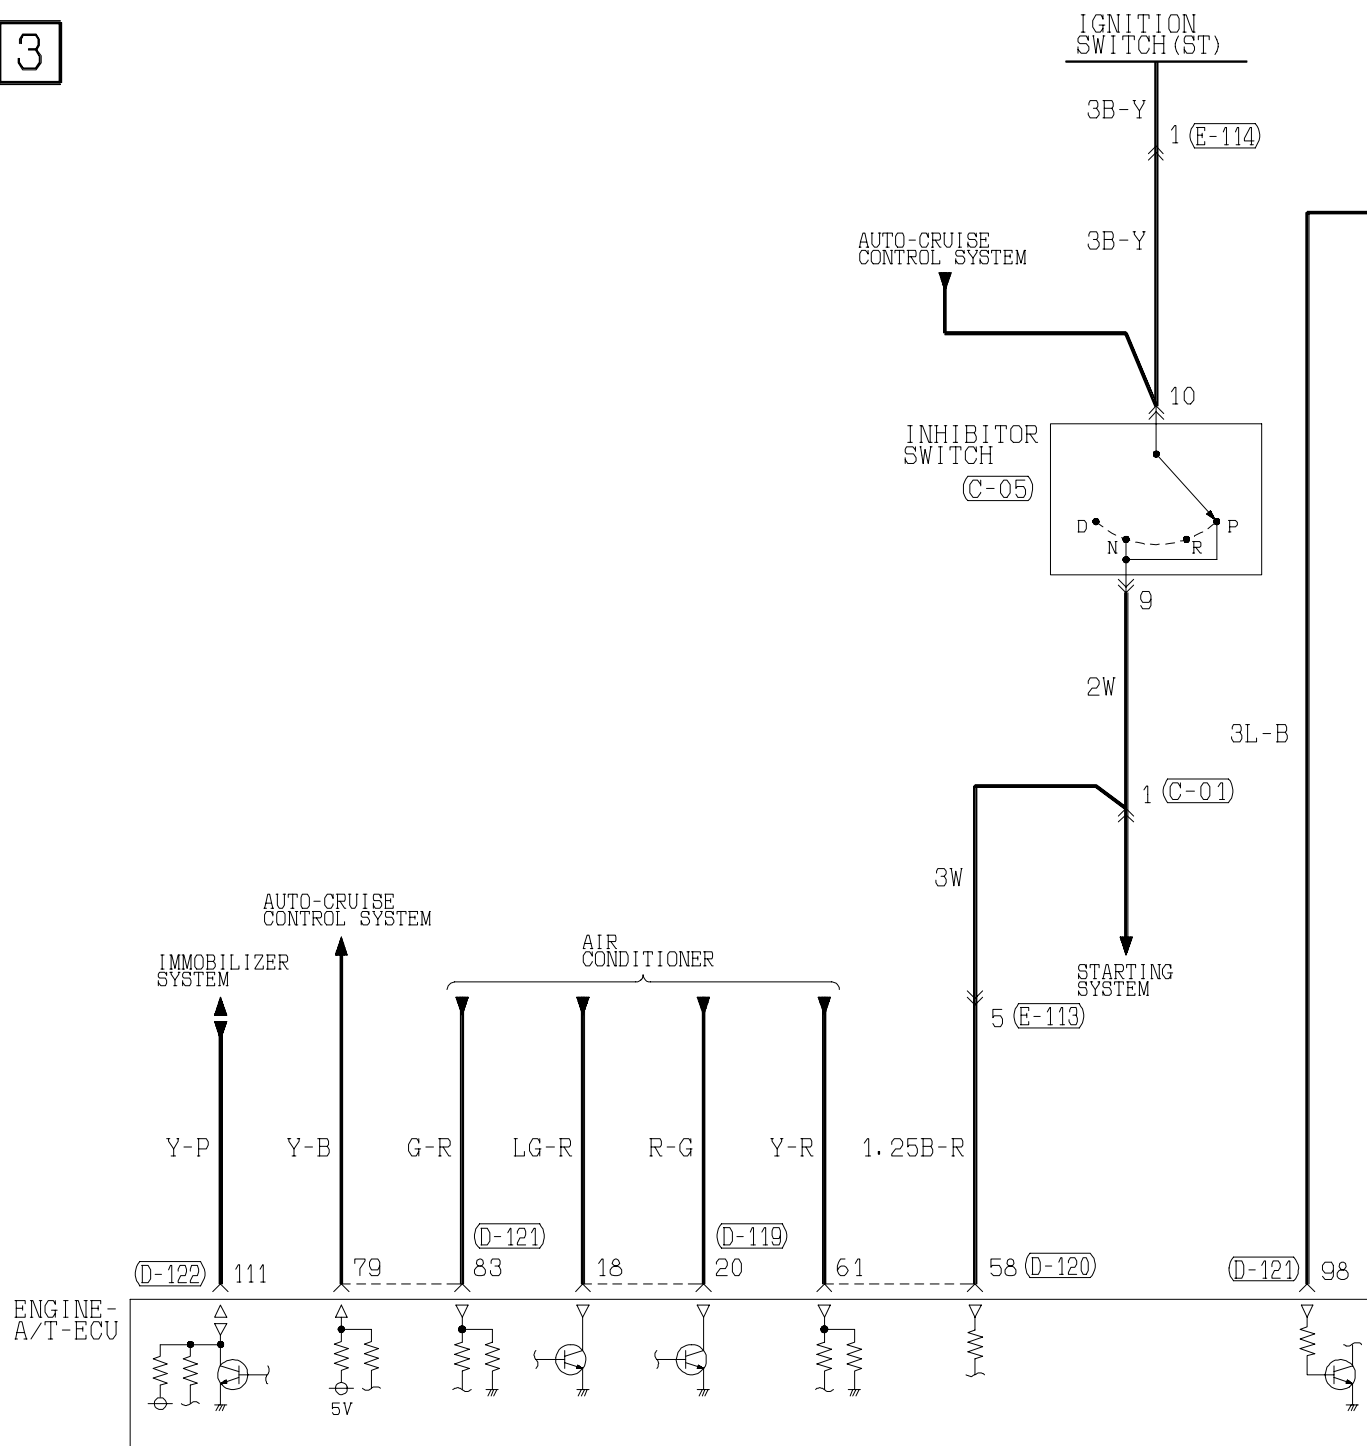 3
IGNITION
SWITCH(ST)
3B-Y
1 (E-114)
3B-Y
AUTO-CRUISE
CONTROL SYSTEM
10
INHIBITOR
SWITCH
(C-05)
D
P
N
R
9
2W
3L-B
1 (C-01)
3W
AUTO-CRUISE
CONTROL SYSTEM
AIR
CONDITIONER
IMMOBILIZER
SYSTEM
STARTING
SYSTEM
5 (E-113)
Y-P
Y-B
G-R
LG-R
R-G
Y-R
1.25B-R
(D-121)
(D-119)
(D-122) 111
79
83
18
20
61
58 (D-120)
(D-121) 98
ENGINE-
A/T-ECU
5V